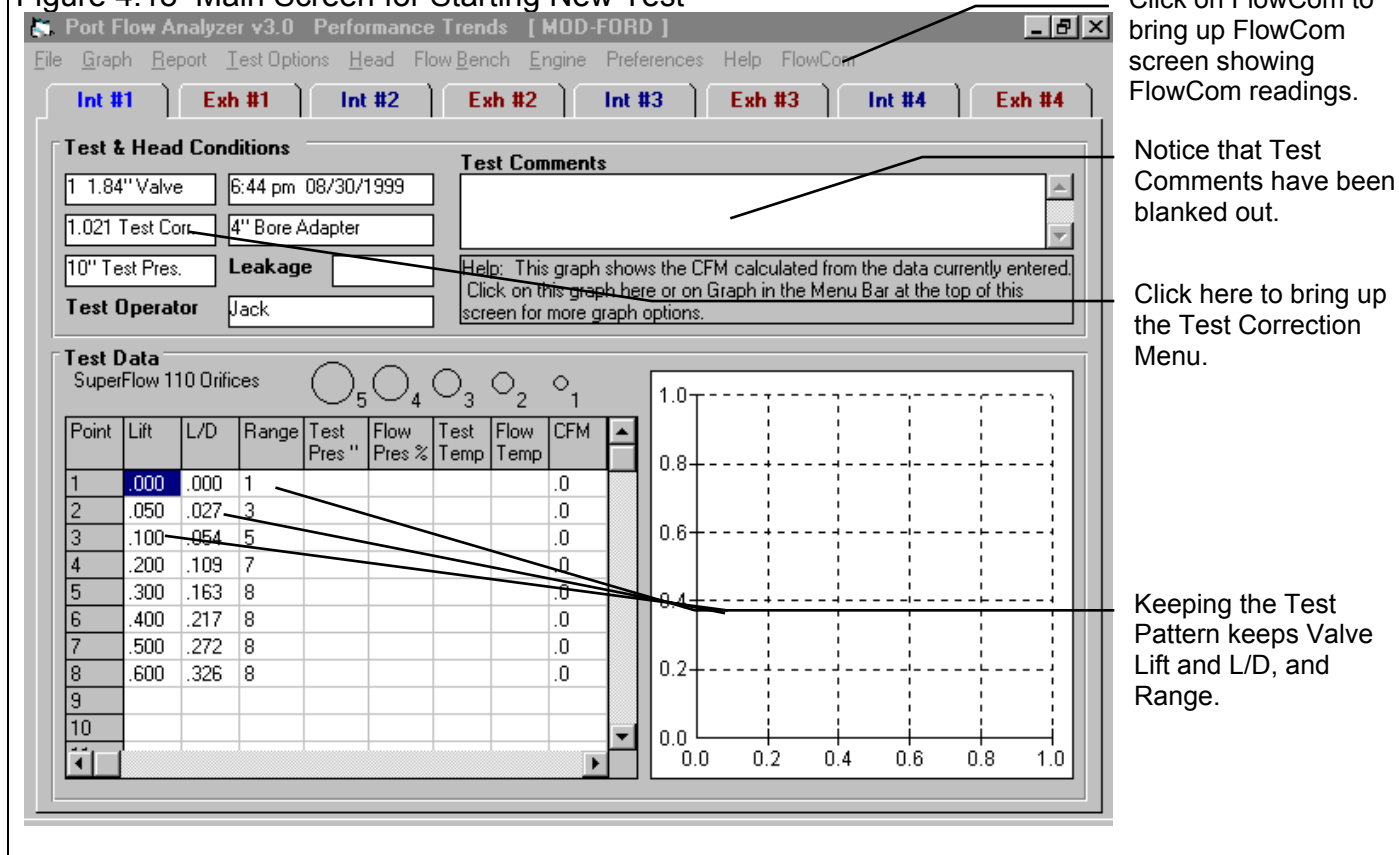 Figure 4.18 Main Screen for Starting New Test
Port Flow Analyzer v3.0 Performance Trends [ MOD-FORD ]
File Graph Report Test Options Head Flow Bench Engine Preferences Help FlowCom
Int #1 Exh #1 Int #2 Exh #2 Int #3 Exh #3 Int #4 Exh #4
Test & Head Conditions
1 1.84" Valve 6:44 pm 08/30/1999
1.021 Test Corr. 4" Bore Adapter
10" Test Pres. Leakage
Test Operator Jack
Test Comments
Help: This graph shows the CFM calculated from the data currently entered.
Click on this graph here or on Graph in the Menu Bar at the top of this
screen for more graph options.
Test Data
SuperFlow 110 Orifices 5 4 3 2 1
Point Lift L/D Range Test Pres " Flow Pres % Test Temp Flow Temp CFM
1 .000 .000 1 .0
2 .050 .027 3 .0
3 .100 .054 5 .0
4 .200 .109 7 .0
5 .300 .163 8 .0
6 .400 .217 8 .0
7 .500 .272 8 .0
8 .600 .326 8 .0
9
10
1.0
0.8
0.6
0.4
0.2
0.0
0.0 0.2 0.4 0.6 0.8 1.0
Click on FlowCom to
bring up FlowCom
screen showing
FlowCom readings.
Notice that Test
Comments have been
blanked out.
Click here to bring up
the Test Correction
Menu.
Keeping the Test
Pattern keeps Valve
Lift and L/D, and
Range.